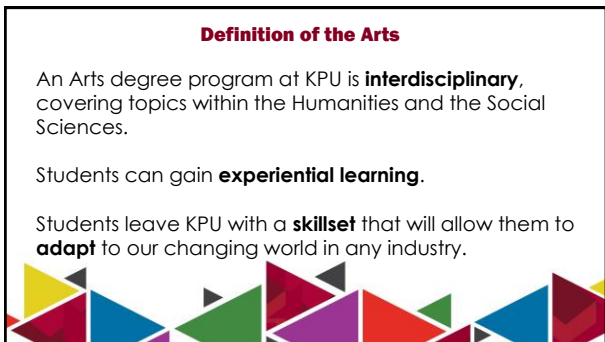 Definition of the Arts
An Arts degree program at KPU is interdisciplinary,
covering topics within the Humanities and the Social
Sciences.
Students can gain experiential learning.
Students leave KPU with a skillset that will allow them to
adapt to our changing world in any industry.